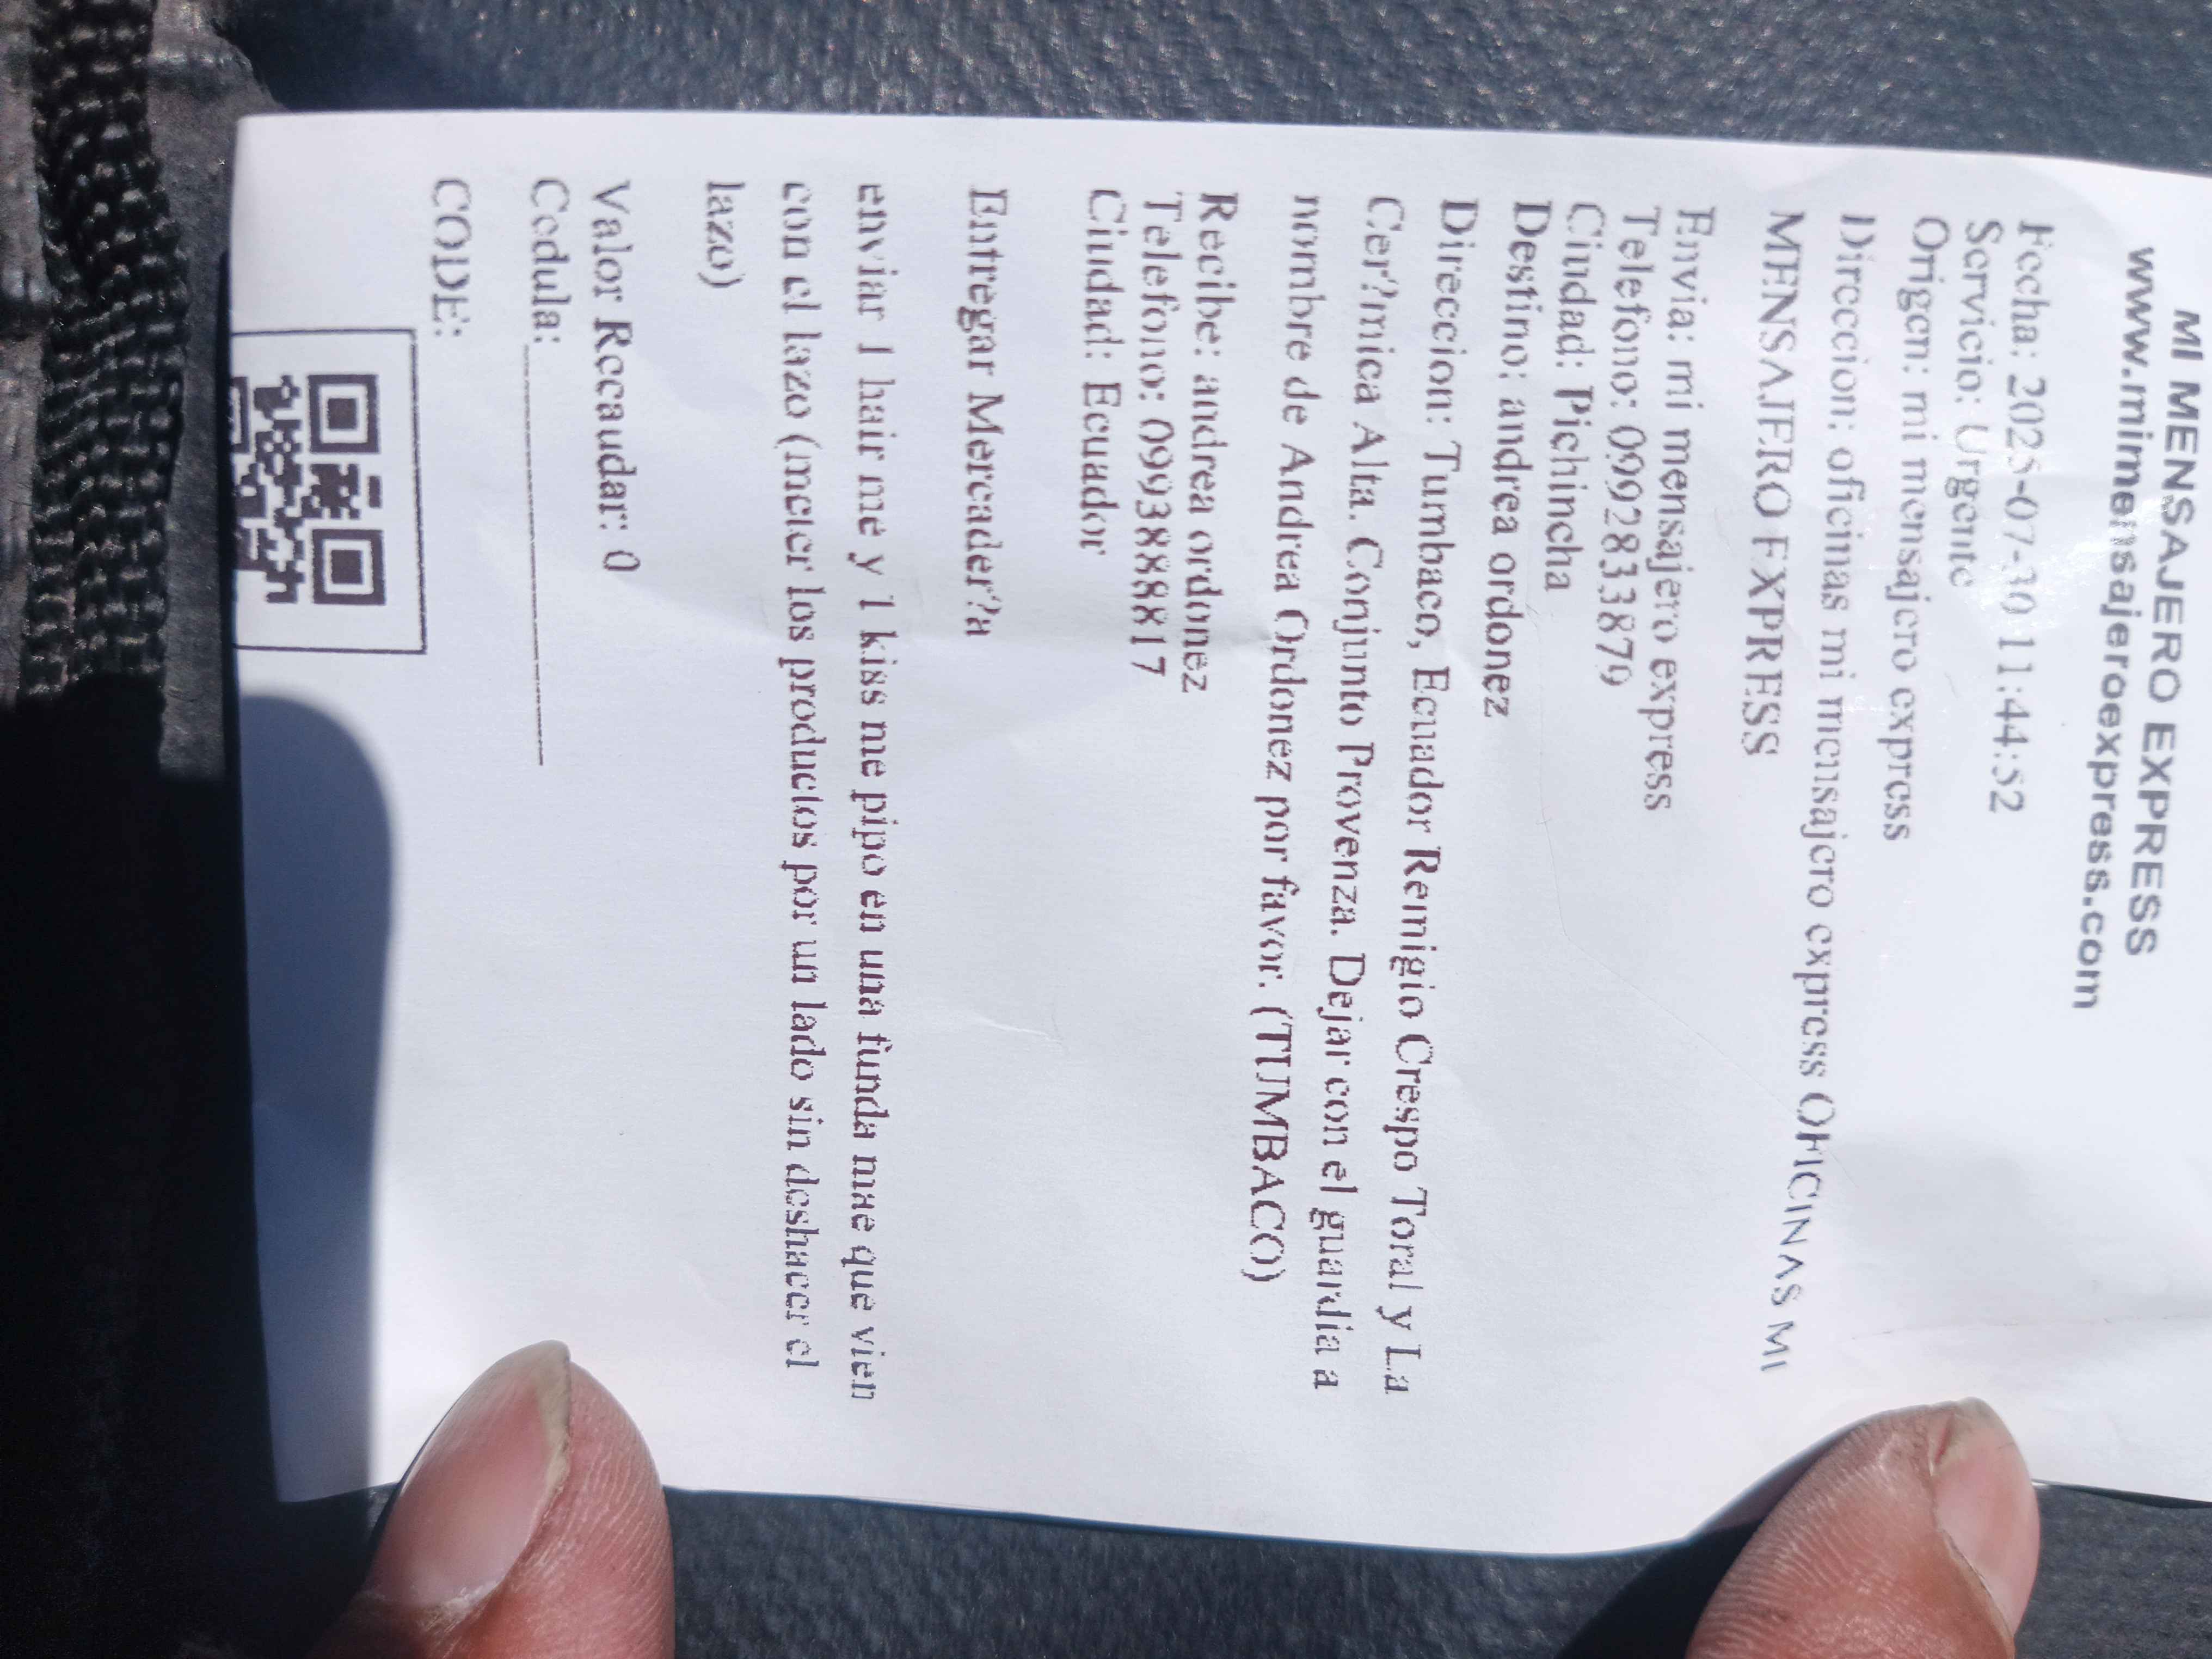 MI MENSAJERO EXPRESS
www.mimensajeroexpress.com
Fecha: 2025-07-30 11:44:52
Servicio: Urgente
Origen: mi mensajero express
Direccion: oficinas mi mensajero express OFICINAS MI
MENSAJERO EXPRESS
Envia: mi mensajero express
Telefono: 0992833879
Ciudad: Pichincha
Destino: andrea ordonez
Direccion: Tumbaco, Ecuador Remigio Crespo Toral y La
Cer?mica Alta. Conjunto Provenza. Dejar con el guardia a
nombre de Andrea Ordonez por favor. (TUMBACO)
Recibe: andrea ordonez
Telefono: 0993888817
Ciudad: Ecuador
Entregar Mercader?a
enviar 1 hair me y 1 kiss me pipo en una funda mae que vien
con el lazo (meter los productos por un lado sin deshacer el
lazo)
Valor Recaudar: 0
Cedula:
CODE: